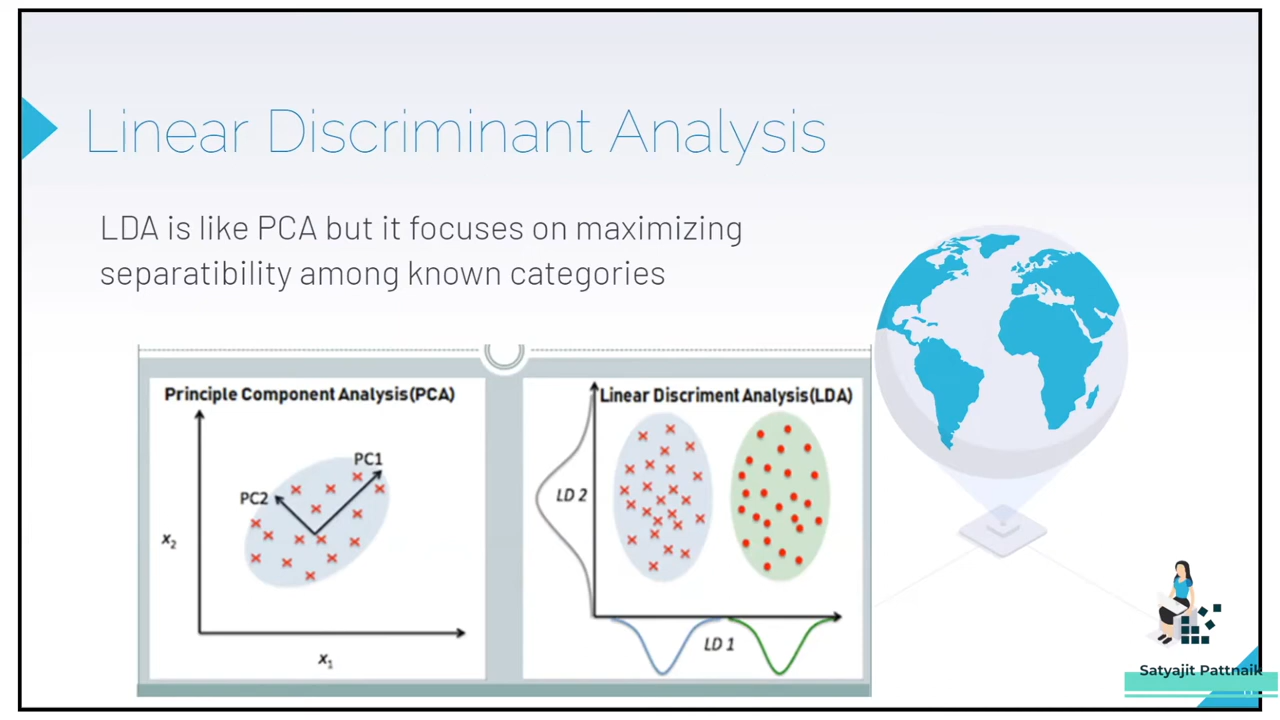 Linear Discriminant Analysis
LDA is like PCA but it focuses on maximizing
separatibility among known categories
Principle Component Analysis(PCA)
PC1
PC2
x₂
x₁
Linear Discriment Analysis(LDA)
LD 2
LD 1
Satyajit Pattnaik